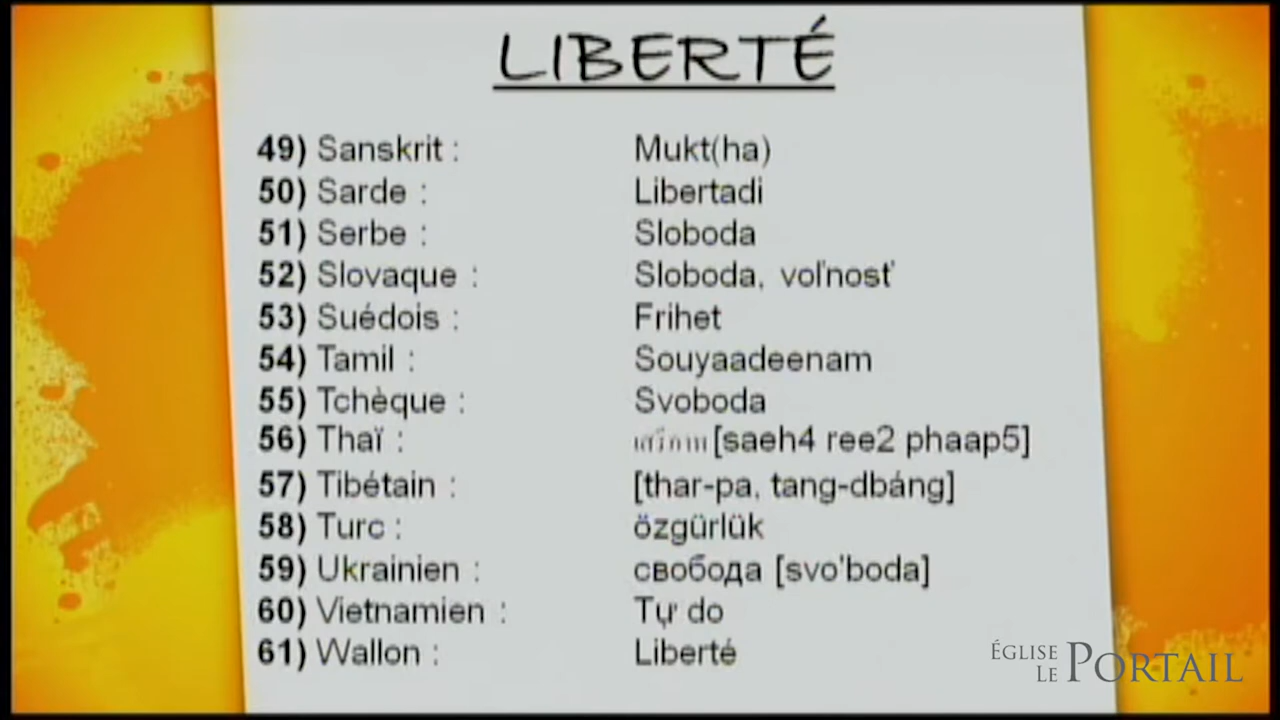 LIBERTÉ
49) Sanskrit : Mukt(ha)
50) Sarde : Libertadi
51) Serbe : Sloboda
52) Slovaque : Sloboda, voľnosť
53) Suédois : Frihet
54) Tamil : Souyaadeenam
55) Tchèque : Svoboda
56) Thaï : [saeh4 ree2 phaap5]
57) Tibétain : [thar-pa, tang-dbáng]
58) Turc : özgürlük
59) Ukrainien : свобода [svo'boda]
60) Vietnamien : Tự do
61) Wallon : Liberté
ÉGLISE
LE PORTAIL